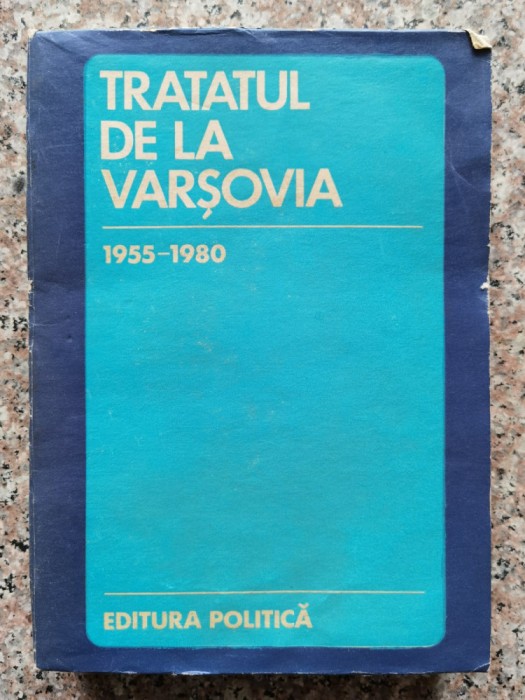 TRATATUL
DE LA
VARŞOVIA
1955-1980
EDITURA POLITICĂ